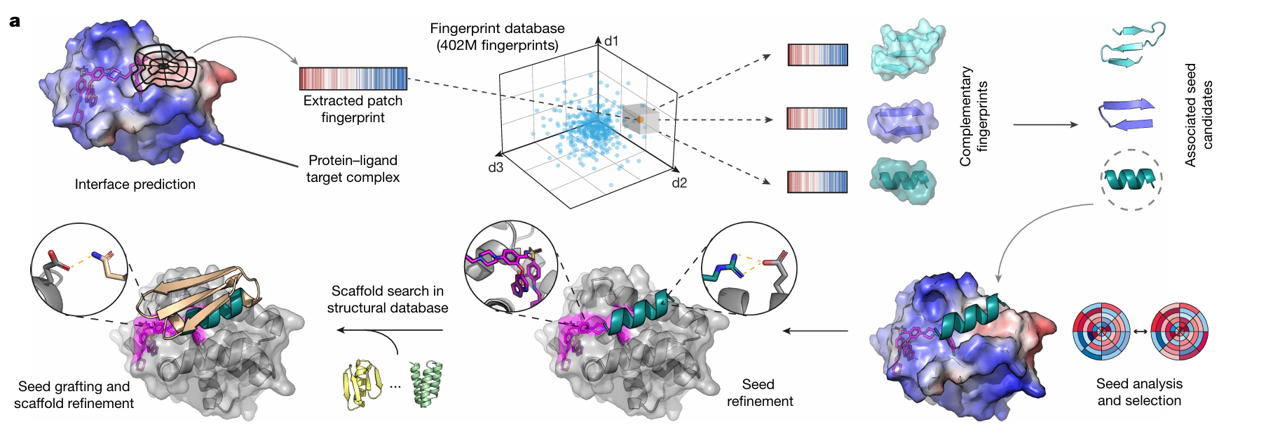 a
Fingerprint database
(402M fingerprints)
d1
d3
d2
Extracted patch
fingerprint
Protein–ligand
target complex
Interface prediction
Complementary
fingerprints
Associated seed
candidates
Seed analysis
and selection
Seed
refinement
Scaffold search in
structural database
...
Seed grafting and
scaffold refinement